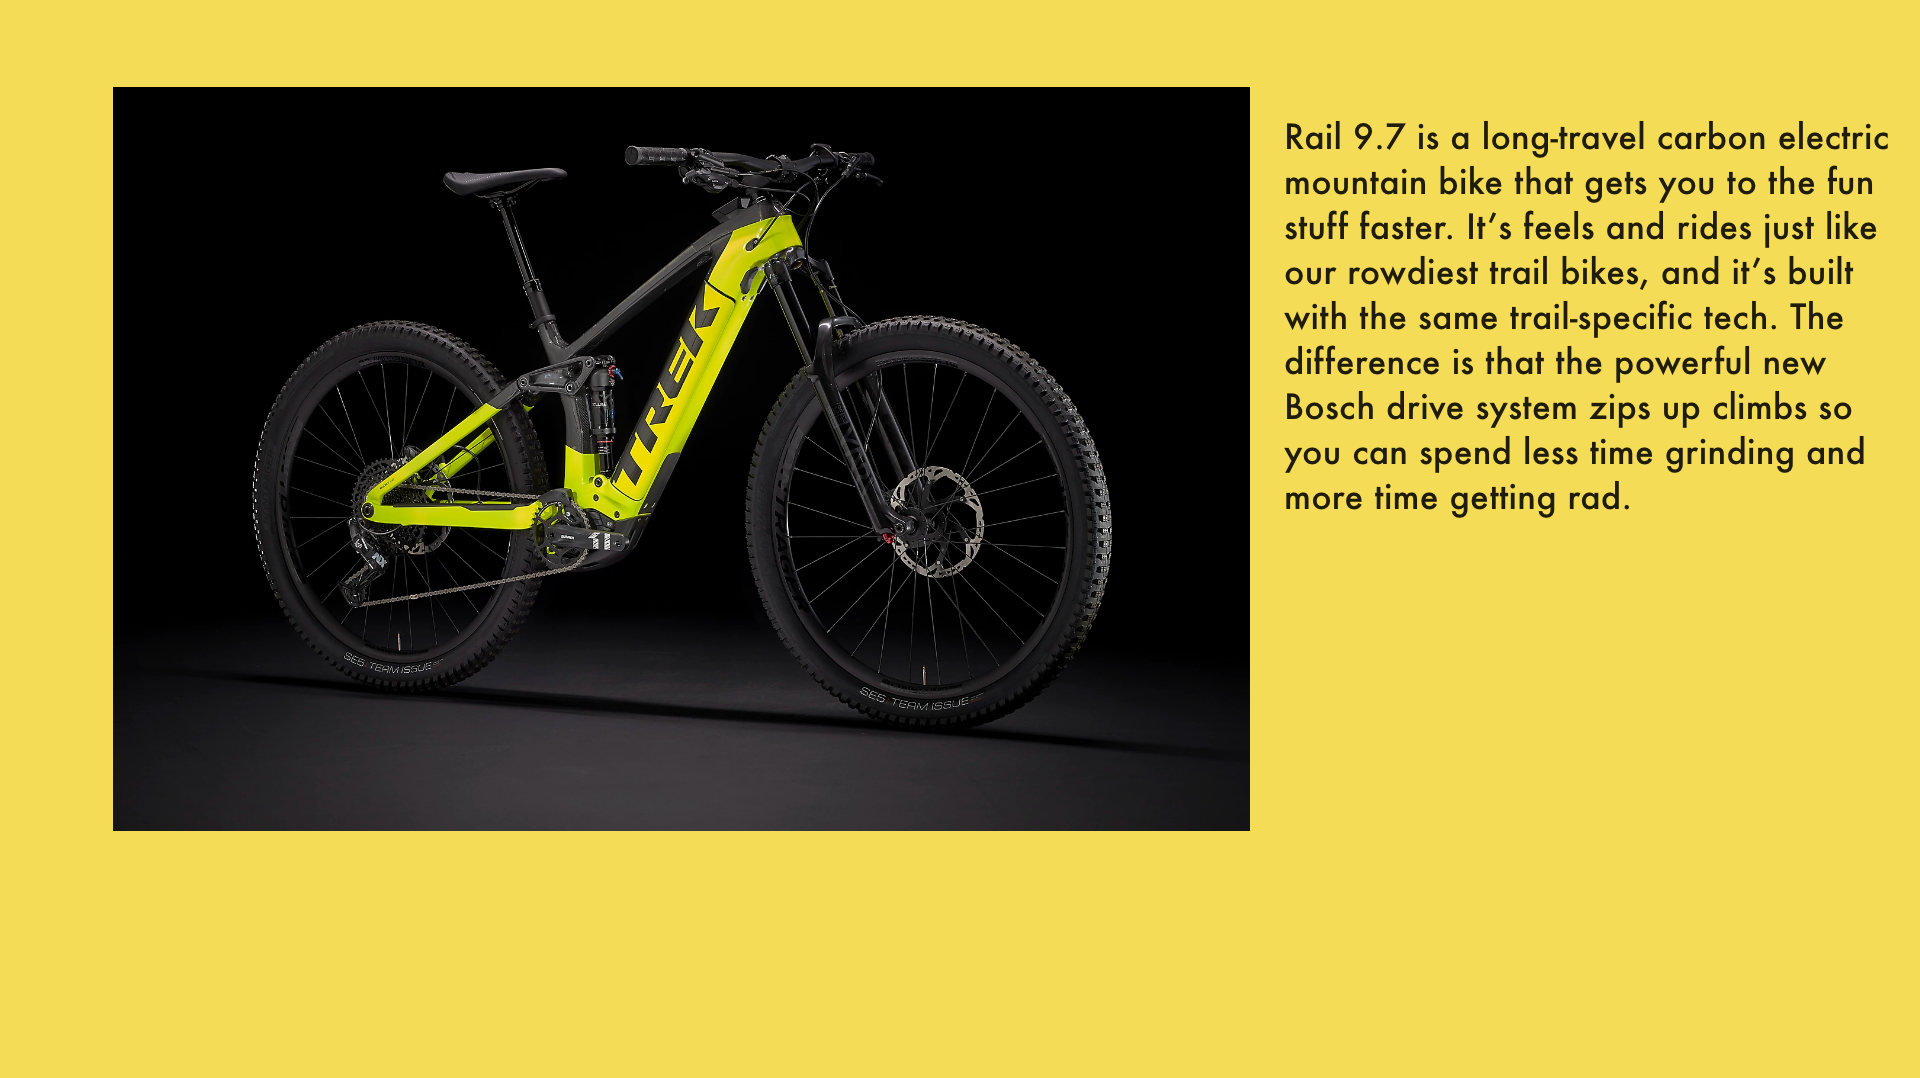 TREK
SE5 TEAM ISSUE
SE5 TEAM ISSUE
Rail 9.7 is a long-travel carbon electric
mountain bike that gets you to the fun
stuff faster. It’s feels and rides just like
our rowdiest trail bikes, and it’s built
with the same trail-specific tech. The
difference is that the powerful new
Bosch drive system zips up climbs so
you can spend less time grinding and
more time getting rad.